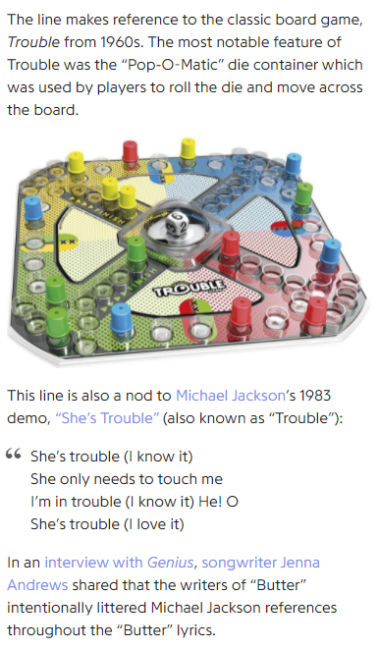 The line makes reference to the classic board game,
Trouble from 1960s. The most notable feature of
Trouble was the “Pop-O-Matic” die container which
was used by players to roll the die and move across
the board.
TROUBLE
This line is also a nod to Michael Jackson’s 1983
demo, “She’s Trouble” (also known as “Trouble”):
“ She’s trouble (I know it)
She only needs to touch me
I’m in trouble (I know it) He! O
She’s trouble (I love it)
In an interview with Genius, songwriter Jenna
Andrews shared that the writers of “Butter”
intentionally littered Michael Jackson references
throughout the “Butter” lyrics.